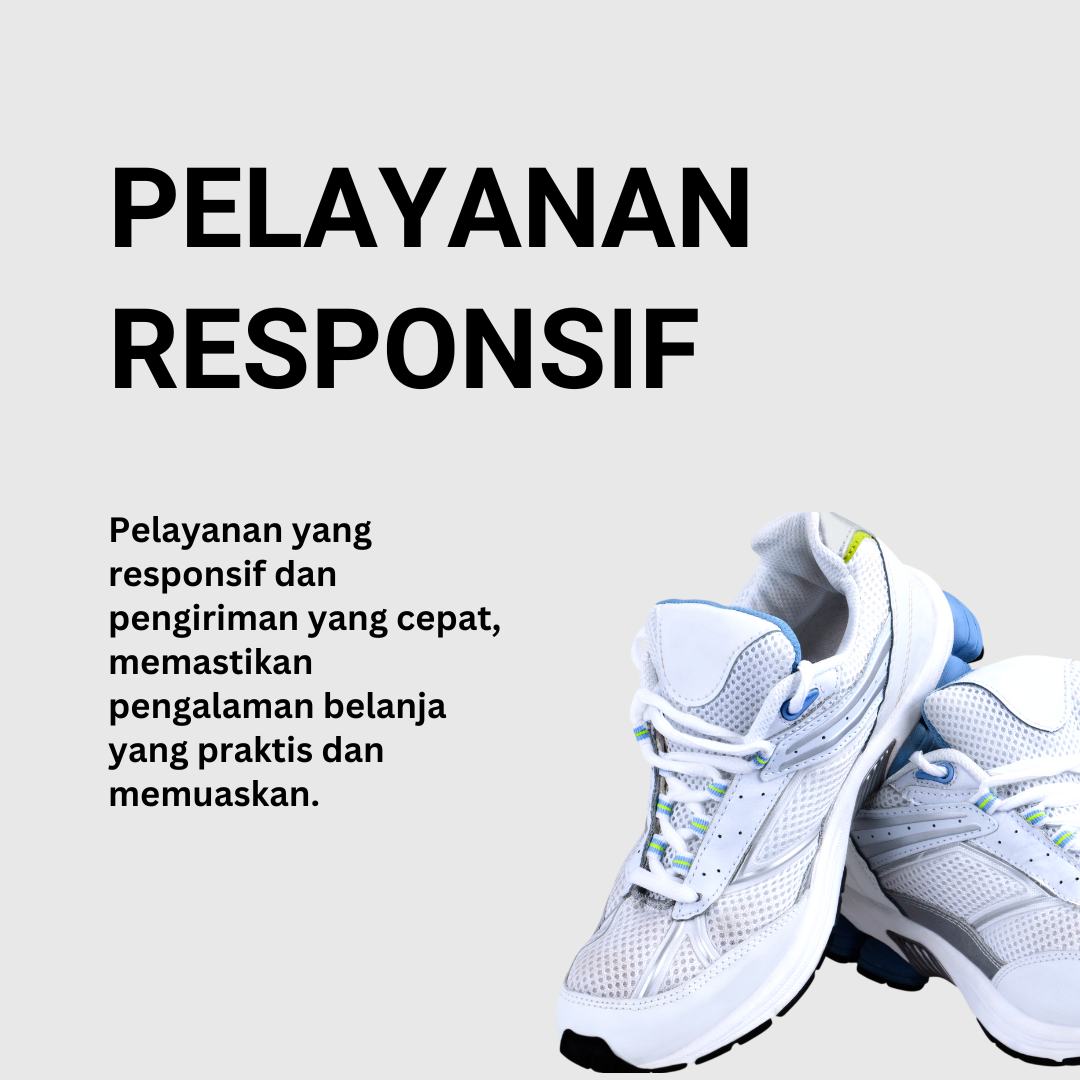 PELAYANAN
RESPONSIF
Pelayanan yang
responsif dan
pengiriman yang cepat,
memastikan
pengalaman belanja
yang praktis dan
memuaskan.